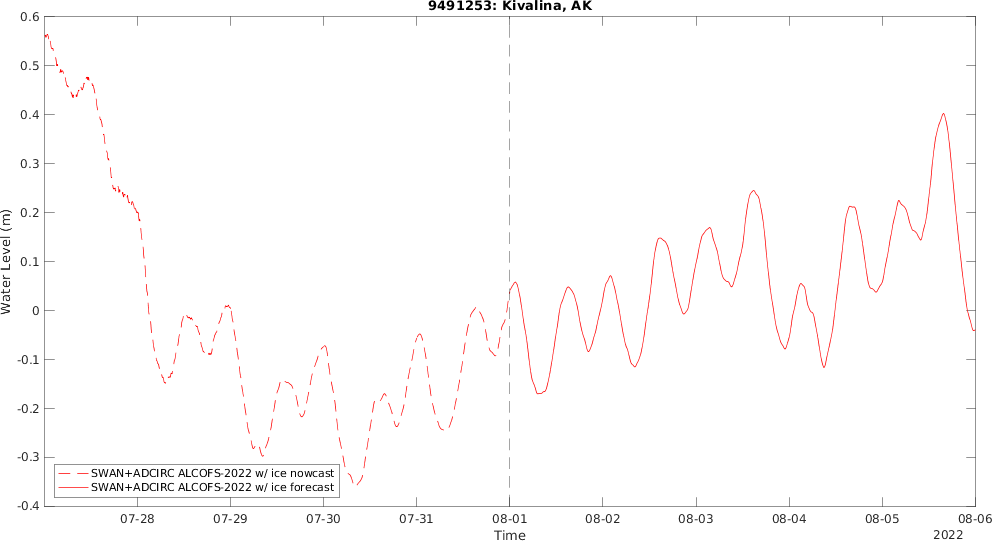 9491253: Kivalina, AK
0.6
0.5
0.4
0.3
0.2
0.1
0
-0.1
-0.2
-0.3
-0.4
Water Level (m)
SWAN+ADCIRC ALCOFS-2022 w/ ice nowcast
SWAN+ADCIRC ALCOFS-2022 w/ ice forecast
07-28 07-29 07-30 07-31 08-01 08-02 08-03 08-04 08-05 08-06
Time
2022